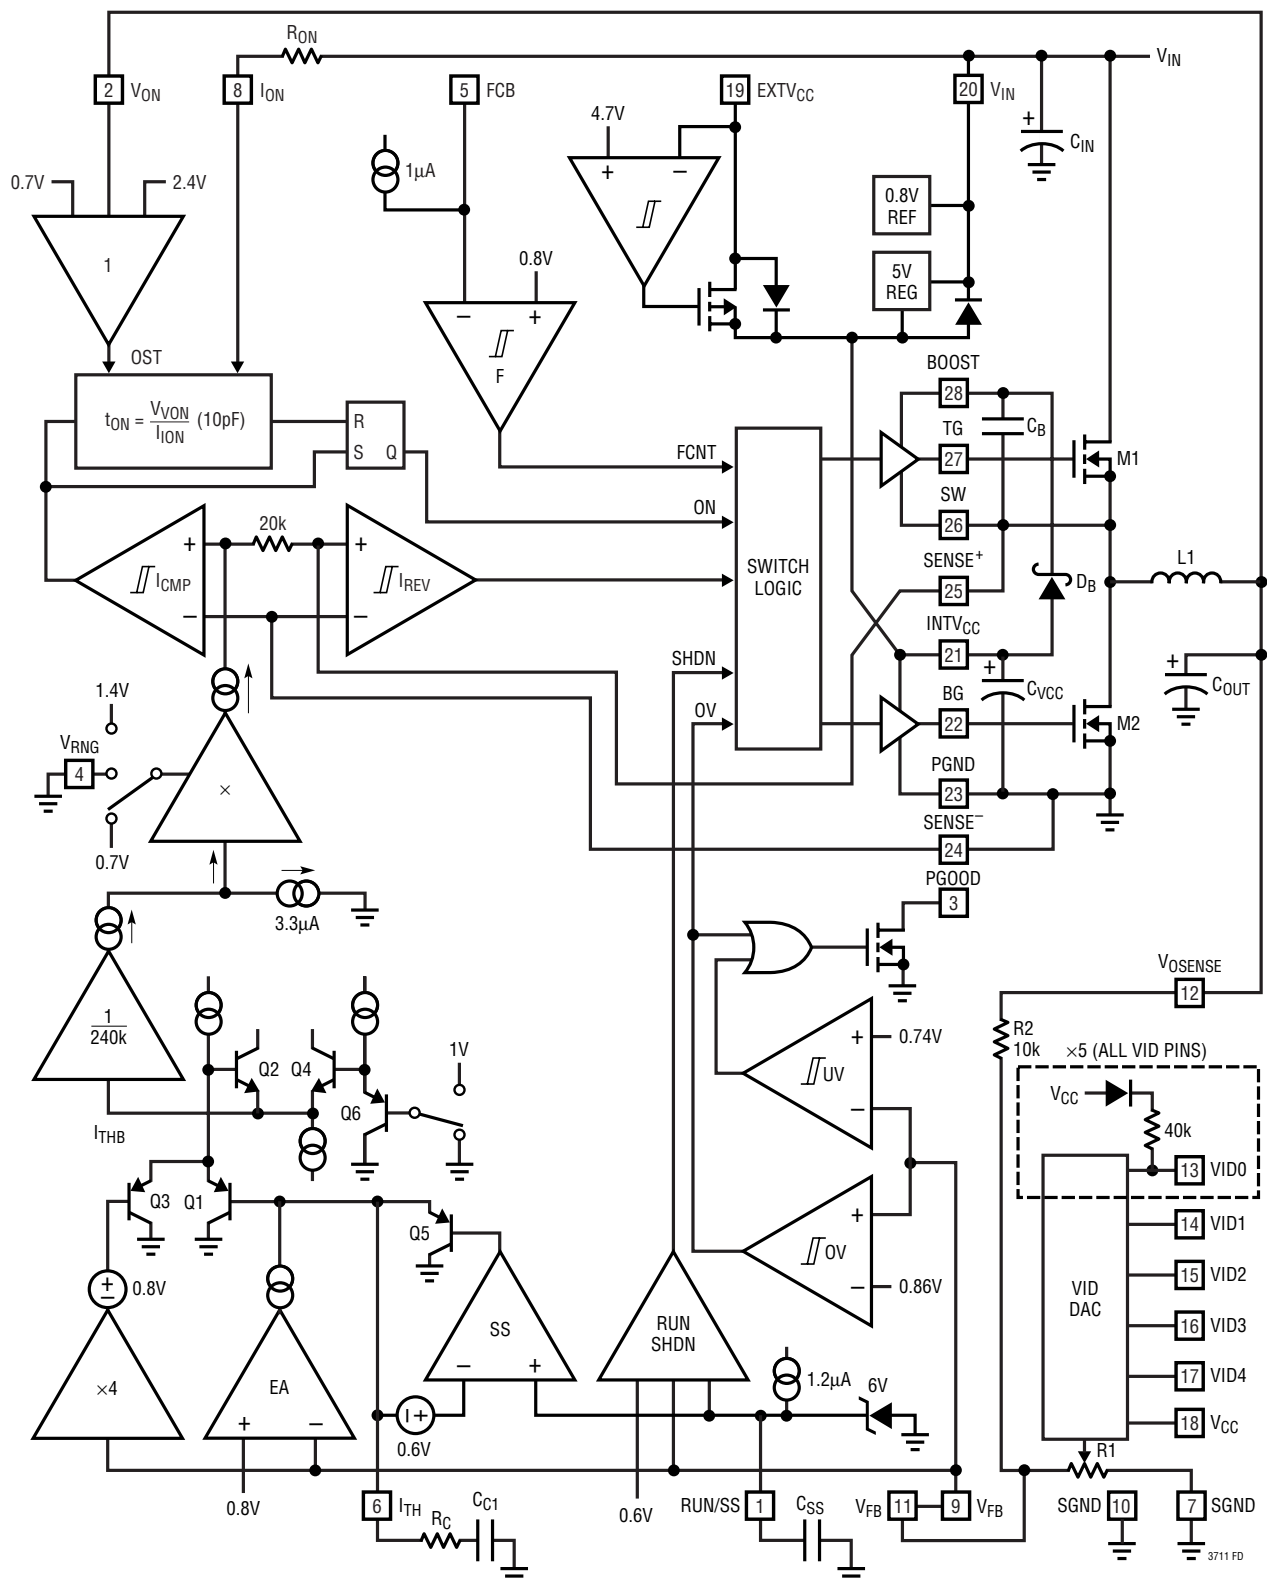 R_ON
V_IN
2 V_ON
8 I_ON
5 FCB
19 EXTV_CC
20 V_IN
4.7V
+ C_IN
1µA
+ −
0.7V 2.4V
0.8V REF
1
0.8V
5V REG
− +
F
OST
BOOST
28
t_ON = V_VON / I_ION (10pF)
R
S Q
C_B
TG
27
M1
FCNT
ON
SW
26
20k
+ +
I_CMP I_REV
− −
SWITCH LOGIC
SENSE+
25
D_B
L1
INTV_CC
21
+ C_VCC
SHDN
+ C_OUT
1.4V
OV
BG
22
M2
V_RNG
4
×
PGND
23
0.7V
SENSE−
24
PGOOD
3
3.3µA
V_OSENSE
12
1/240k
R2
10k
0.74V
+
UV
−
×5 (ALL VID PINS)
Q2 Q4
1V
V_CC
Q6
40k
I_THB
13 VID0
Q3 Q1
Q5
+
OV
−
0.86V
14 VID1
15 VID2
VID DAC
16 VID3
17 VID4
18 V_CC
+
−
0.8V
SS
− +
RUN SHDN
×4
EA
+ −
1.2µA
6V
− +
0.6V
R1
0.8V
6 I_TH
R_C
C_C1
0.6V
RUN/SS 1
C_SS
V_FB 11
9 V_FB
SGND 10
7 SGND
3711 FD